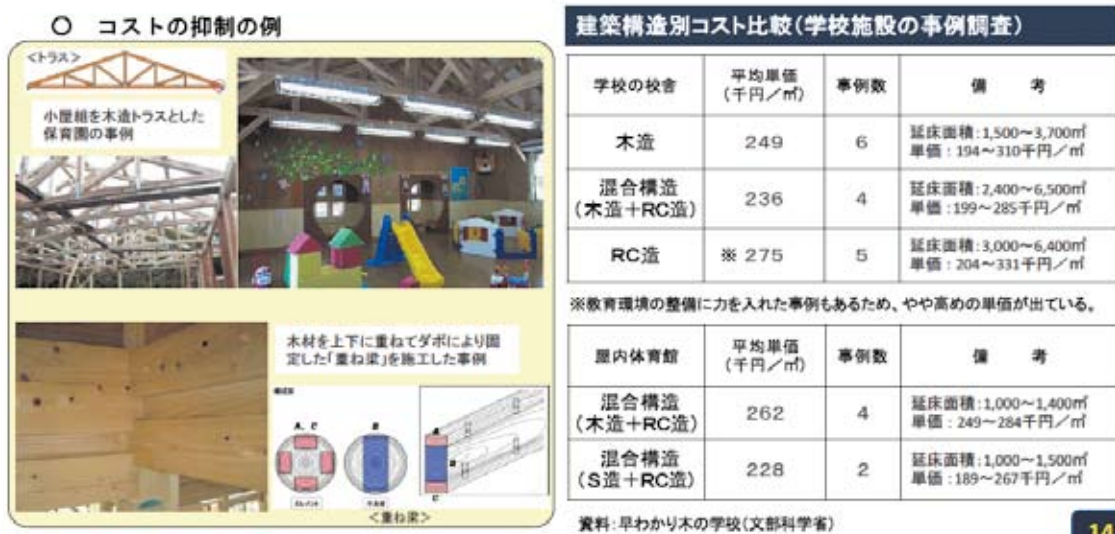 〇 コストの抑制の例
<トラス>
小屋組を木造トラスとした
保育園の事例
木材を上下に重ねてダボにより固
定した「重ね梁」を施工した事例
A, C
B
A
B
C
<重ね梁>
建築構造別コスト比較(学校施設の事例調査)
学校の校舎 平均単価(千円/㎡) 事例数 備 考
木造 249 6 延床面積:1,500~3,700㎡
単価:194~310千円/㎡
混合構造(木造+RC造) 236 4 延床面積:2,400~6,500㎡
単価:199~285千円/㎡
RC造 ※ 275 5 延床面積:3,000~6,400㎡
単価:204~331千円/㎡
※教育環境の整備に力を入れた事例もあるため、やや高めの単価が出ている。
屋内体育館 平均単価(千円/㎡) 事例数 備 考
混合構造(木造+RC造) 262 4 延床面積:1,000~1,400㎡
単価:249~284千円/㎡
混合構造(S造+RC造) 228 2 延床面積:1,000~1,500㎡
単価:189~267千円/㎡
資料:早わかり木の学校(文部科学省)
14